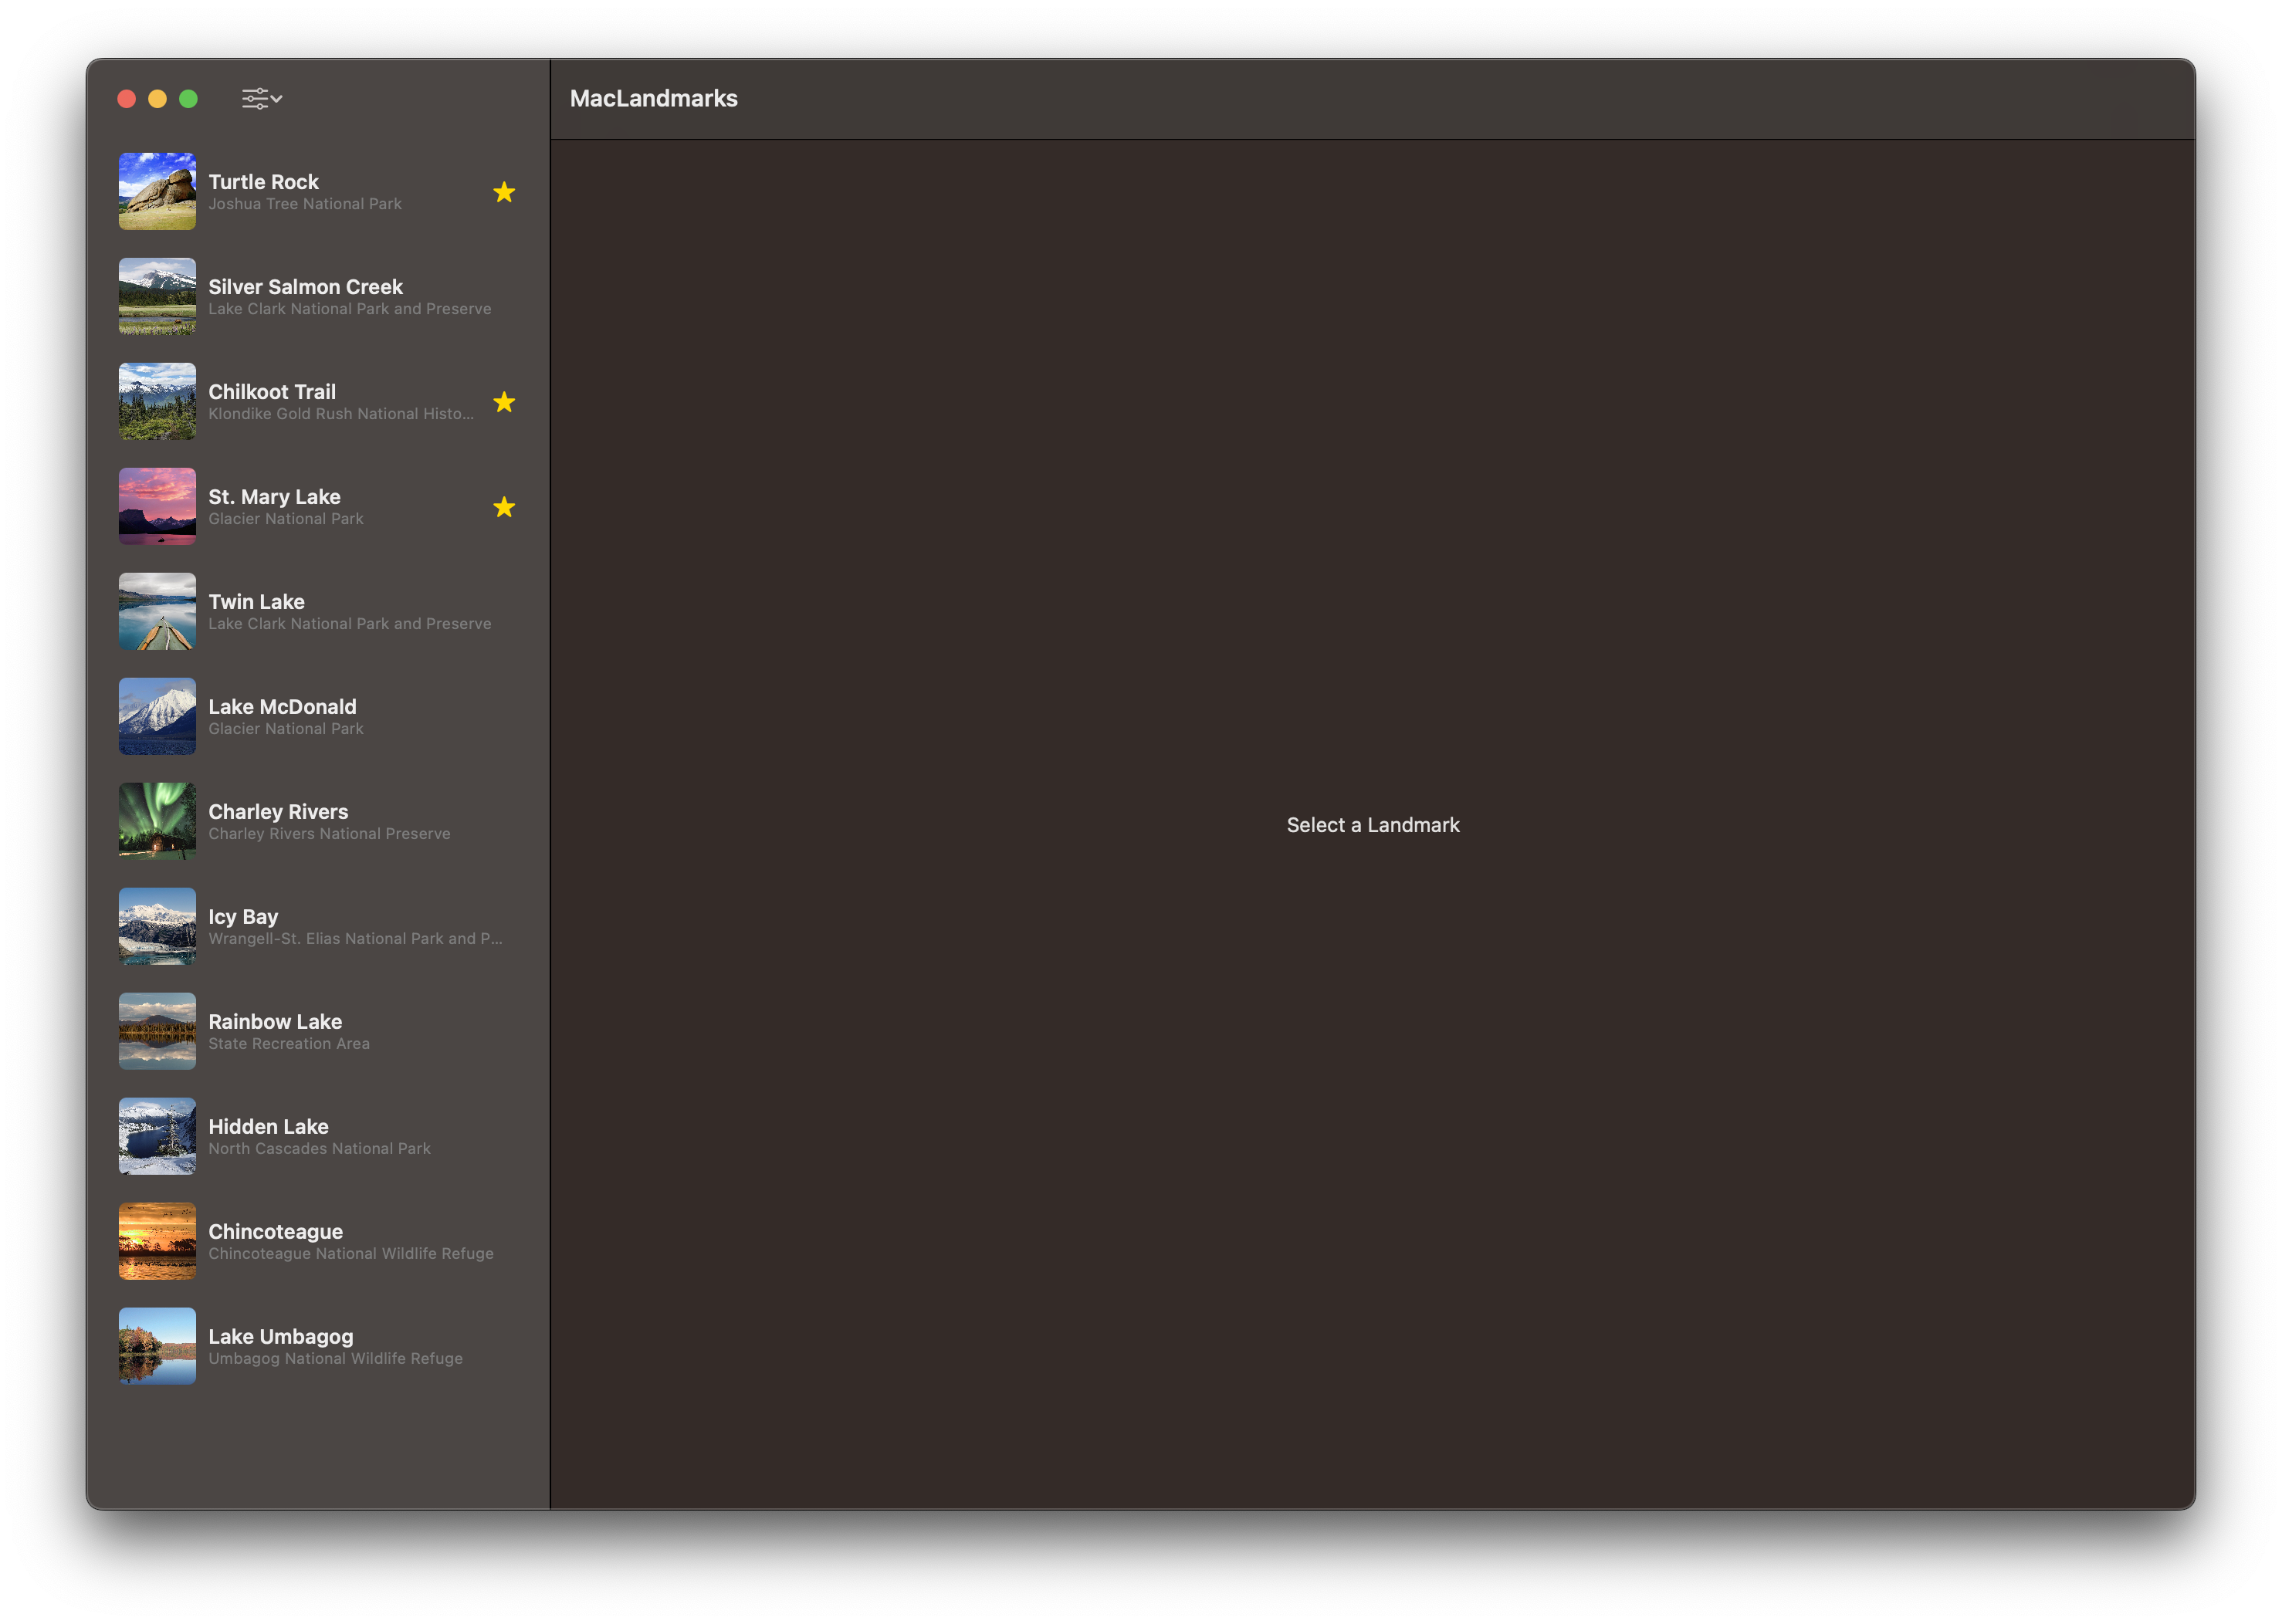 MacLandmarks
Turtle Rock
Joshua Tree National Park
Silver Salmon Creek
Lake Clark National Park and Preserve
Chilkoot Trail
Klondike Gold Rush National Histo...
St. Mary Lake
Glacier National Park
Twin Lake
Lake Clark National Park and Preserve
Lake McDonald
Glacier National Park
Charley Rivers
Charley Rivers National Preserve
Icy Bay
Wrangell-St. Elias National Park and P...
Rainbow Lake
State Recreation Area
Hidden Lake
North Cascades National Park
Chincoteague
Chincoteague National Wildlife Refuge
Lake Umbagog
Umbagog National Wildlife Refuge
Select a Landmark